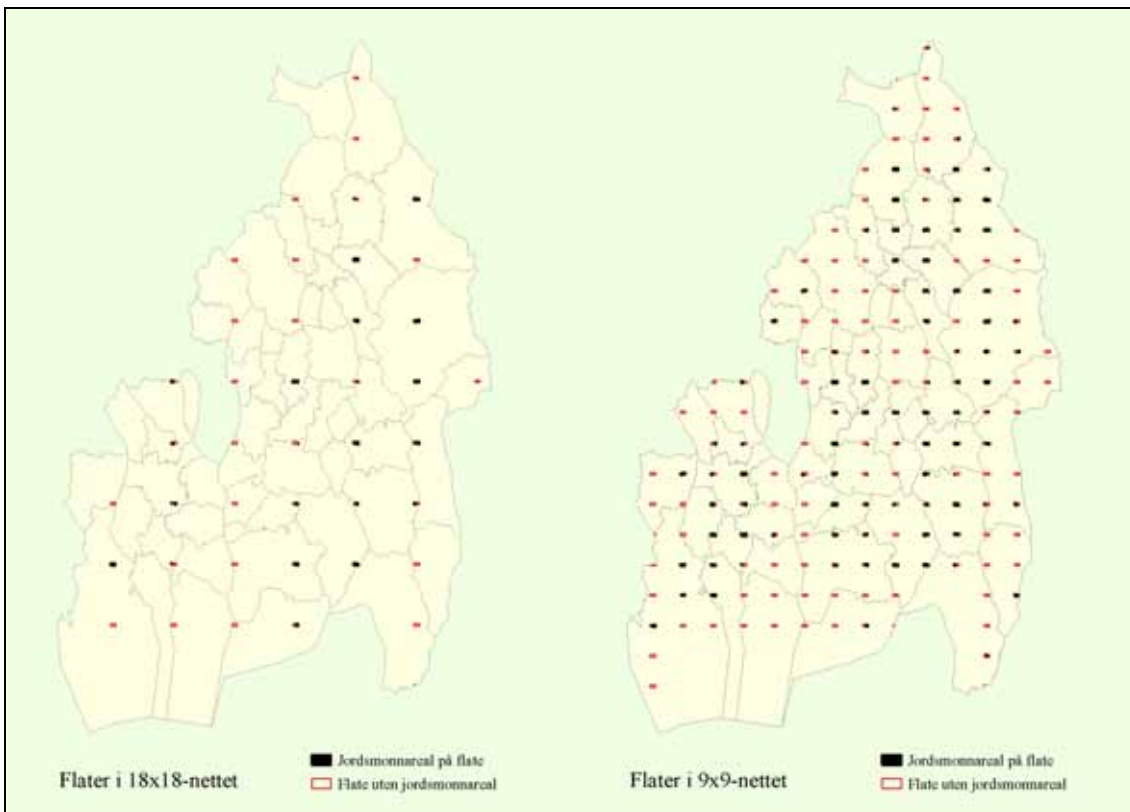 Flater i 18x18-nettet
Jordsmonnareal på flate
Flate uten jordsmonnareal
Flater i 9x9-nettet
Jordsmonnareal på flate
Flate uten jordsmonnareal